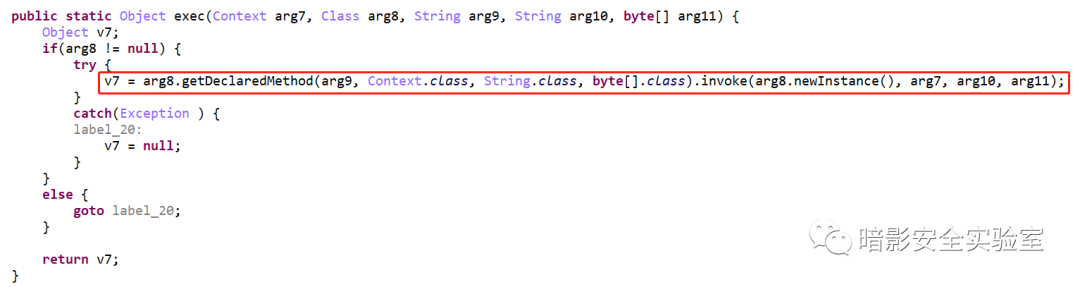 public static Object exec(Context arg7, Class arg8, String arg9, String arg10, byte[] arg11) {
    Object v7;
    if(arg8 != null) {
        try {
            v7 = arg8.getDeclaredMethod(arg9, Context.class, String.class, byte[].class).invoke(arg8.newInstance(), arg7, arg10, arg11);
        }
        catch(Exception ) {
        label_20:
            v7 = null;
        }
    }
    else {
        goto label_20;
    }
    return v7;
}
暗影安全实验室